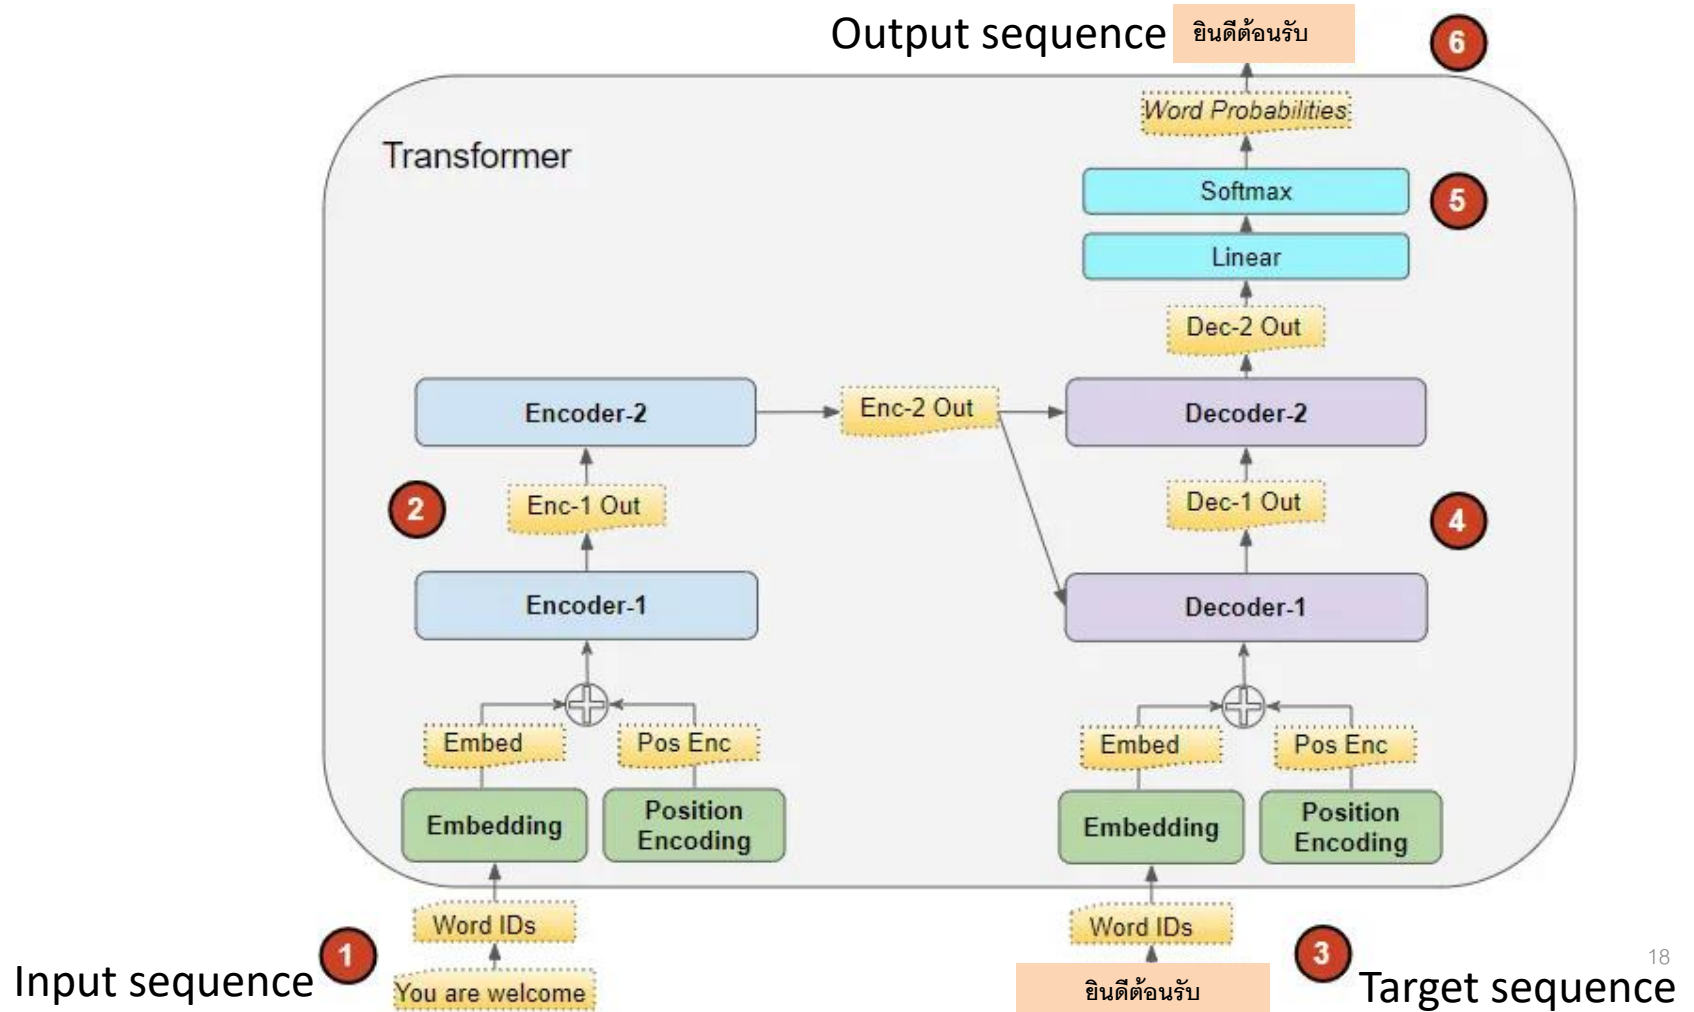 Output sequence
ยินดีต้อนรับ
6
Word Probabilities
Transformer
Softmax
5
Linear
Dec-2 Out
Encoder-2
Enc-2 Out
Decoder-2
2
Enc-1 Out
Dec-1 Out
4
Encoder-1
Decoder-1
Embed
Pos Enc
Embed
Pos Enc
Embedding
Position
Encoding
Embedding
Position
Encoding
Word IDs
Word IDs
1
3
18
Input sequence
You are welcome
ยินดีต้อนรับ
Target sequence